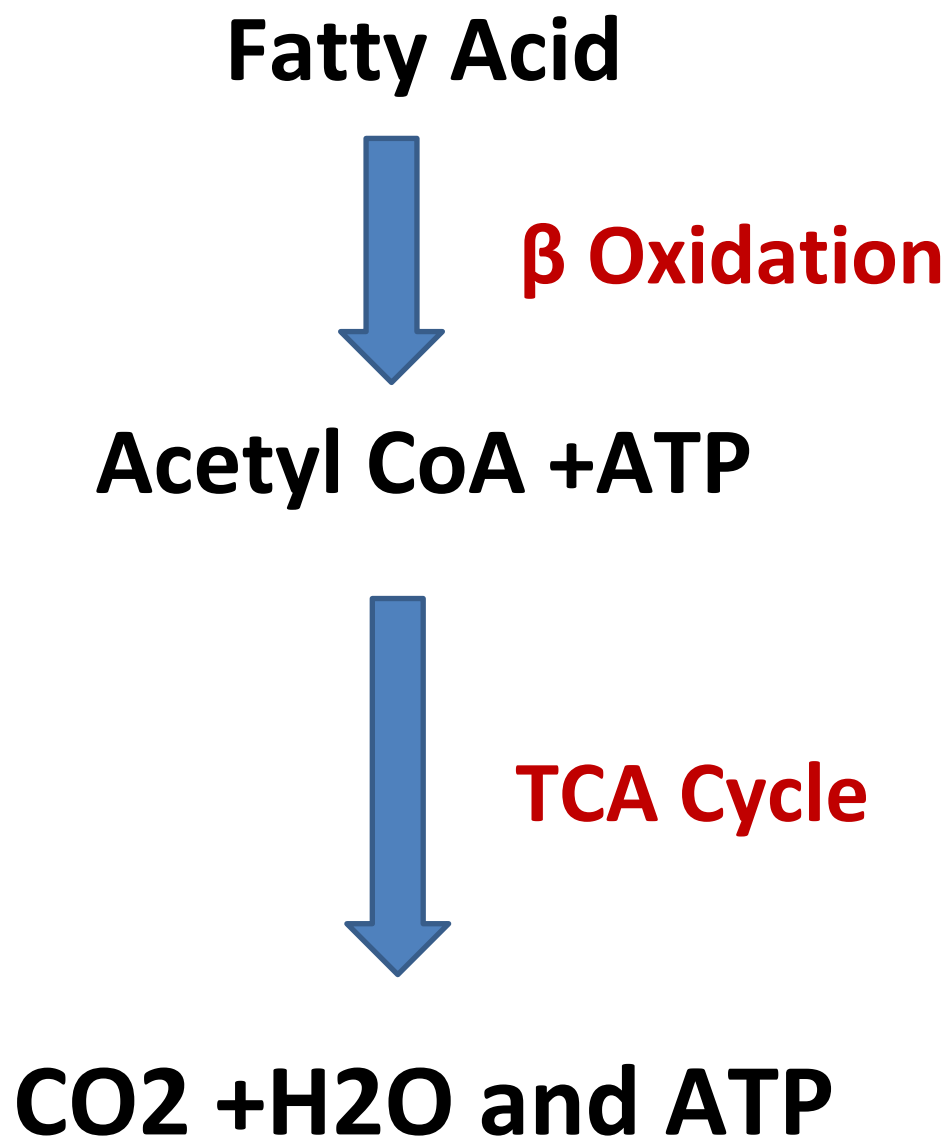 Fatty Acid
β Oxidation
Acetyl CoA +ATP
TCA Cycle
CO2 +H2O and ATP